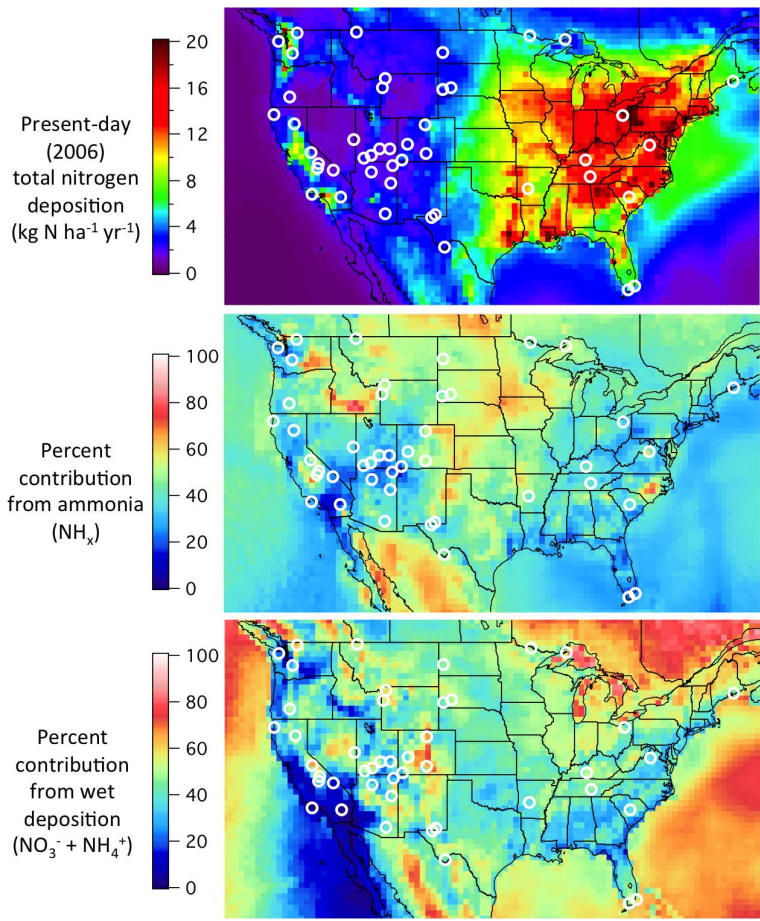 Present-day
(2006)
total nitrogen
deposition
(kg N ha⁻¹ yr⁻¹)
20
16
12
8
4
0
Percent
contribution
from ammonia
(NHₓ)
100
80
60
40
20
0
Percent
contribution
from wet
deposition
(NO₃⁻ + NH₄⁺)
100
80
60
40
20
0